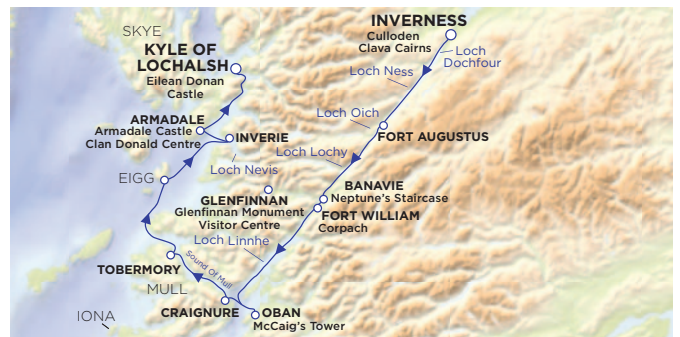 SKYE
INVERNESS
Culloden
Clava Cairns
Loch
Dochfour
KYLE OF
LOCHALSH
Eilean Donan
Castle
Loch Ness
Loch Oich
ARMADALE
Armadale Castle
Clan Donald Centre
INVERIE
FORT AUGUSTUS
Loch Lochy
Loch Nevis
EIGG
BANAVIE
Neptune's Staircase
GLENFINNAN
Glenfinnan Monument
Visitor Centre
FORT WILLIAM
Corpach
Loch Linnhe
Sound Of Mull
TOBERMORY
MULL
CRAIGNURE
OBAN
McCaig's Tower
IONA